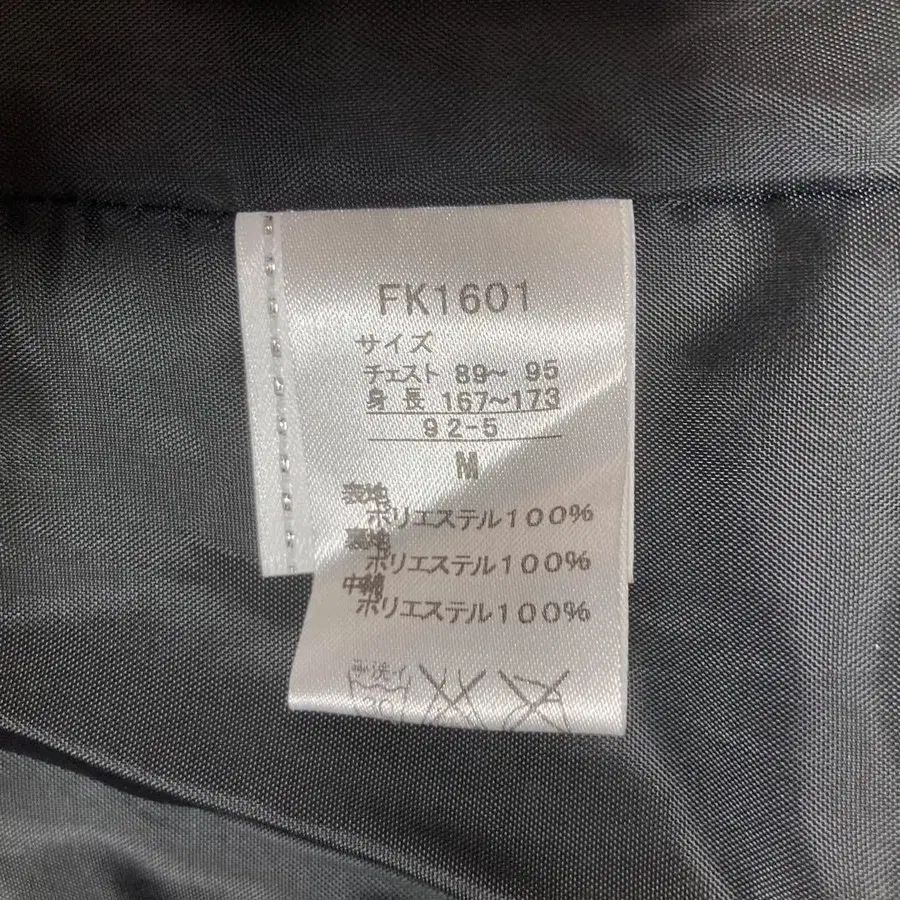 FK1601
サイズ
チェスト 89〜 95
身 長 167〜173
92-5
M
表地
ポリエステル100%
裏地
ポリエステル100%
中綿
ポリエステル100%